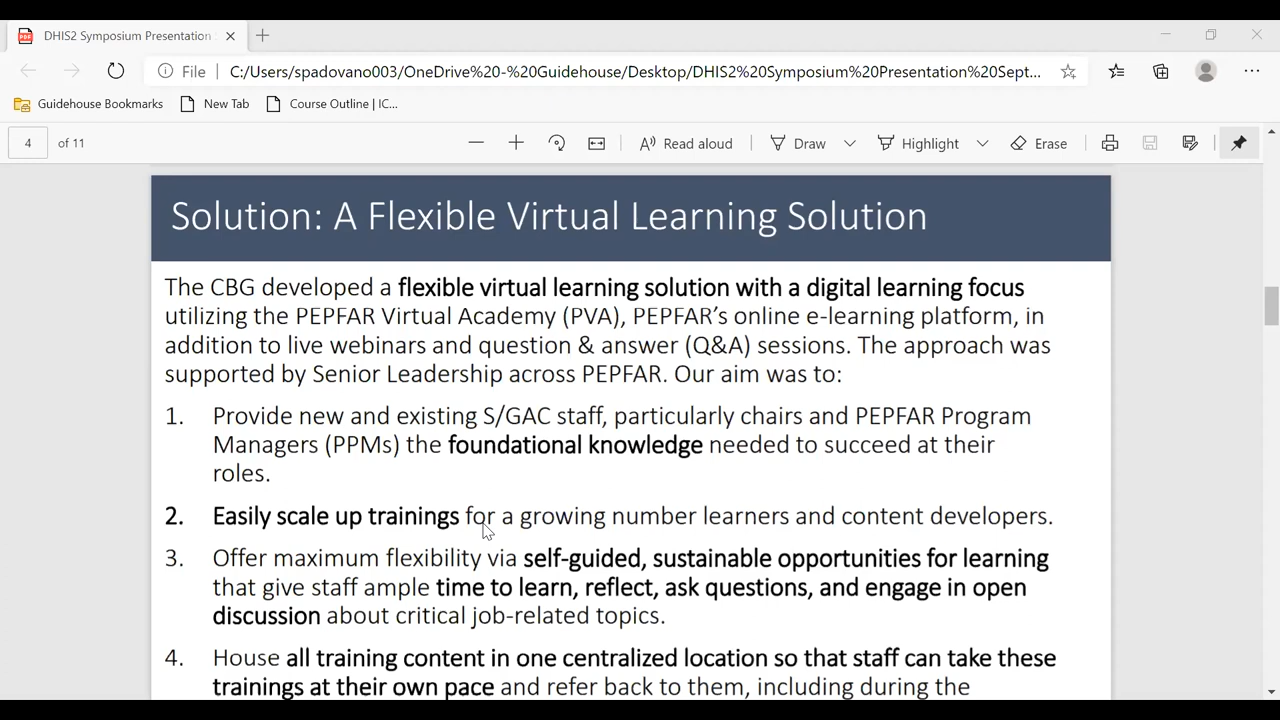 DHIS2 Symposium Presentation
File
C:/Users/spadovano003/OneDrive%20-%20Guidehouse/Desktop/DHIS2%20Symposium%20Presentation%20Sept...
Guidehouse Bookmarks
New Tab
Course Outline | IC...
4 of 11
Read aloud
Draw
Highlight
Erase
Solution: A Flexible Virtual Learning Solution
The CBG developed a flexible virtual learning solution with a digital learning focus
utilizing the PEPFAR Virtual Academy (PVA), PEPFAR’s online e-learning platform, in
addition to live webinars and question & answer (Q&A) sessions. The approach was
supported by Senior Leadership across PEPFAR. Our aim was to:
1. Provide new and existing S/GAC staff, particularly chairs and PEPFAR Program
Managers (PPMs) the foundational knowledge needed to succeed at their
roles.
2. Easily scale up trainings for a growing number learners and content developers.
3. Offer maximum flexibility via self-guided, sustainable opportunities for learning
that give staff ample time to learn, reflect, ask questions, and engage in open
discussion about critical job-related topics.
4. House all training content in one centralized location so that staff can take these
trainings at their own pace and refer back to them, including during the